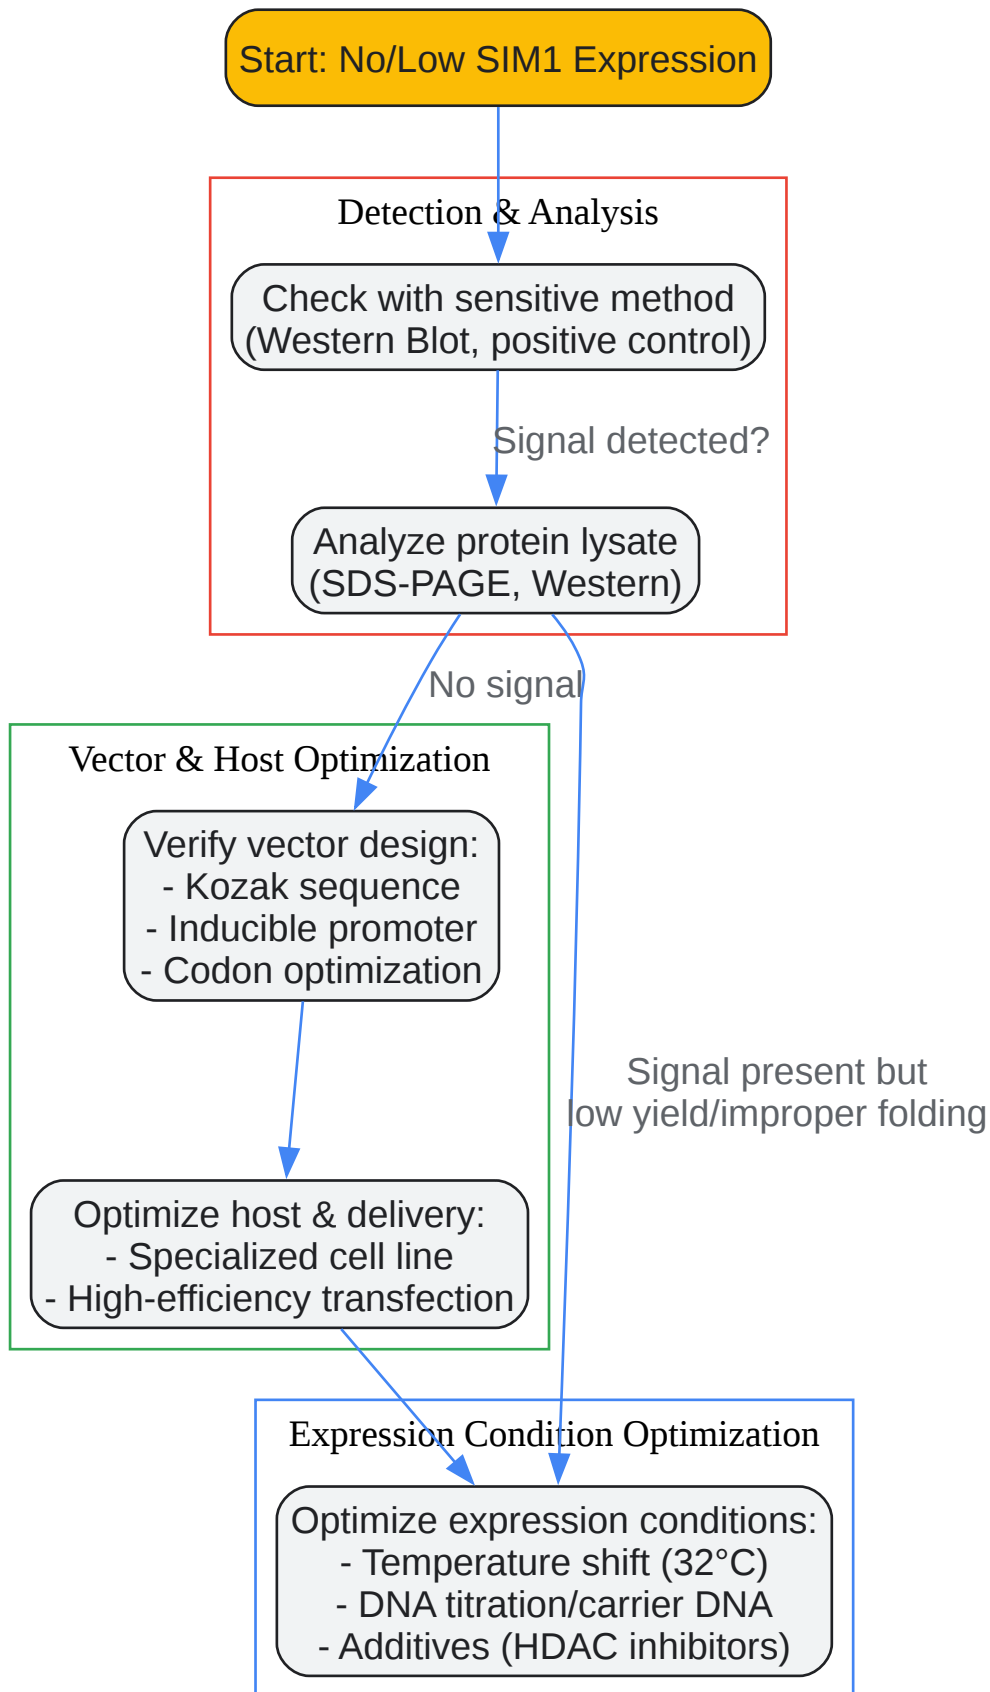 Start: No/Low SIM1 Expression
Detection & Analysis
Check with sensitive method
(Western Blot, positive control)
Signal detected?
Analyze protein lysate
(SDS-PAGE, Western)
No signal
Vector & Host Optimization
Verify vector design:
- Kozak sequence
- Inducible promoter
- Codon optimization
Signal present but
low yield/improper folding
Optimize host & delivery:
- Specialized cell line
- High-efficiency transfection
Expression Condition Optimization
Optimize expression conditions:
- Temperature shift (32°C)
- DNA titration/carrier DNA
- Additives (HDAC inhibitors)